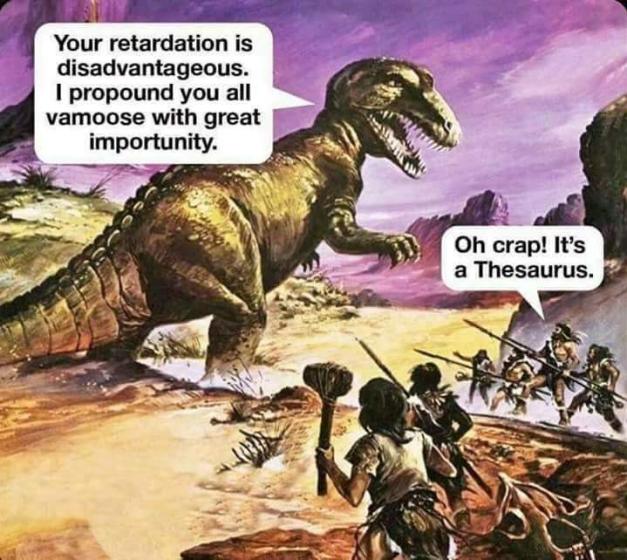 Your retardation is
disadvantageous.
I propound you all
vamoose with great
importunity.
Oh crap! It's
a Thesaurus.